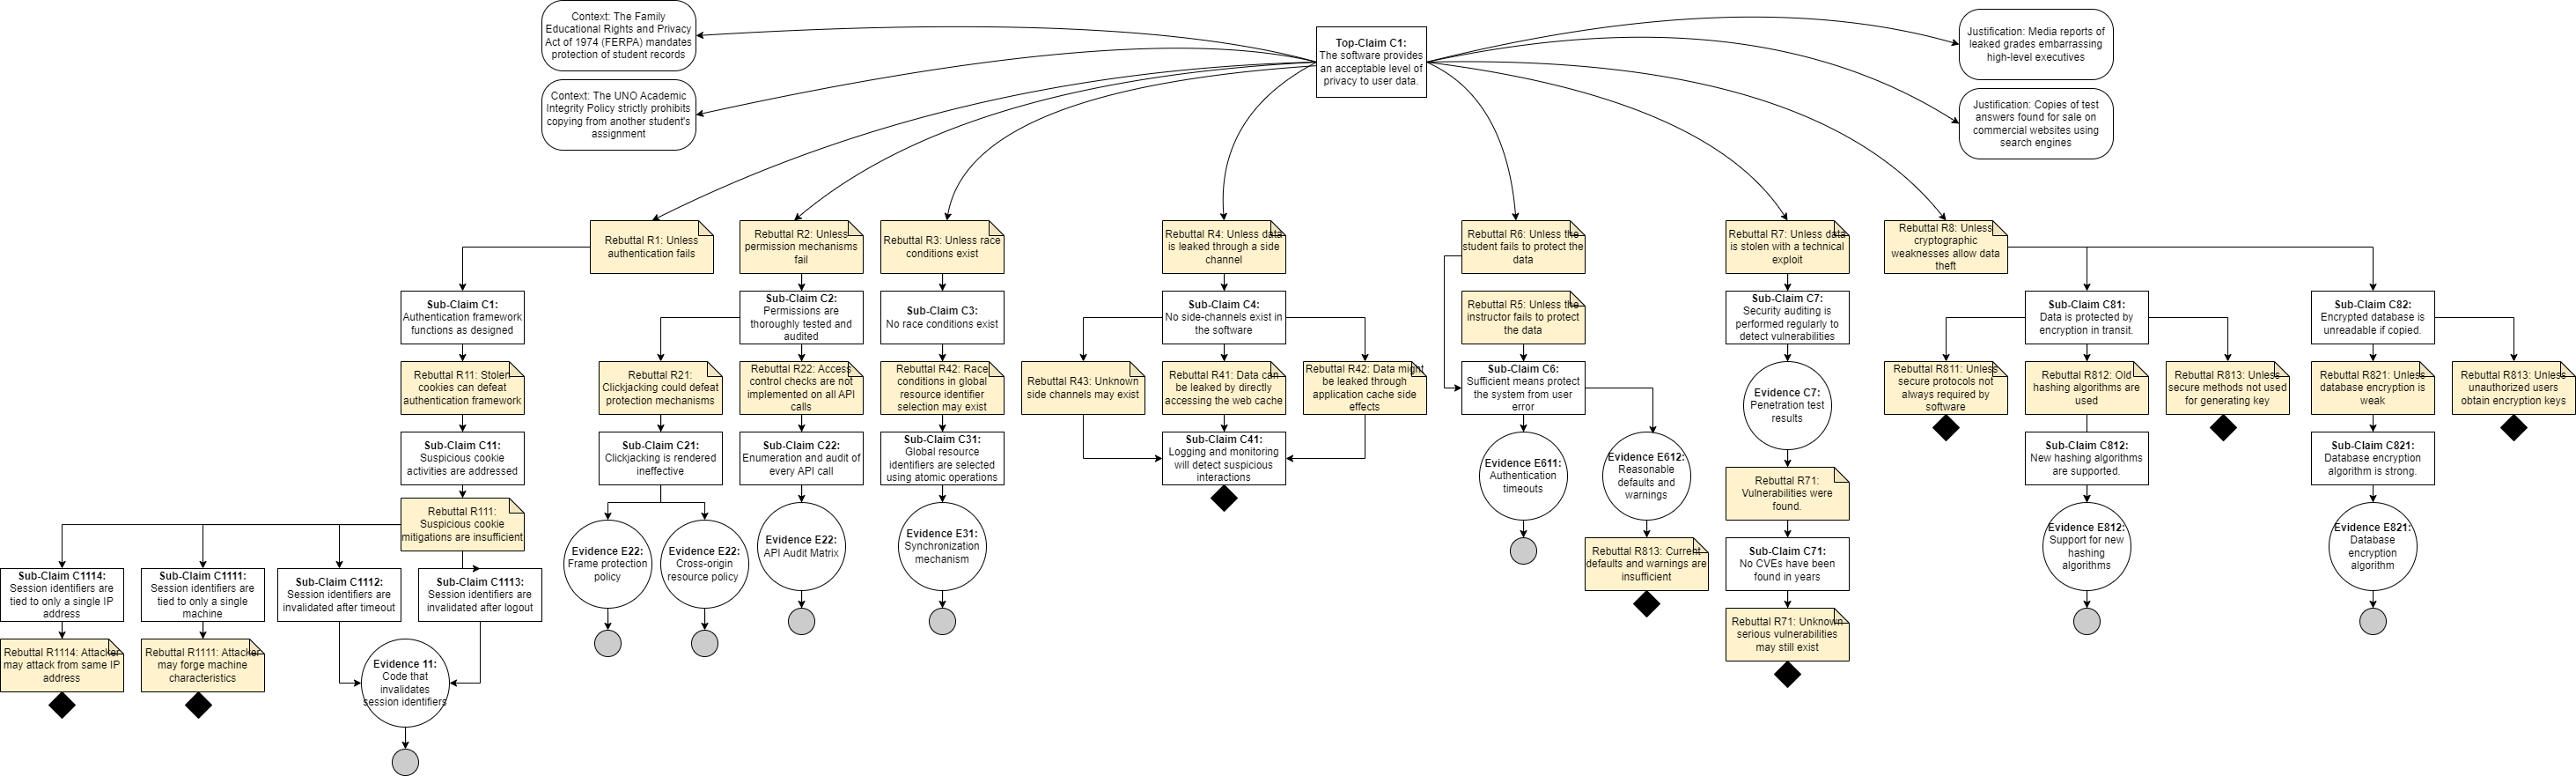 Context: The Family
Educational Rights and Privacy
Act of 1974 (FERPA) mandates
protection of student records
Context: The UNO Academic
Integrity Policy strictly prohibits
copying from another student's
assignment
Top-Claim C1:
The software provides
an acceptable level of
privacy to user data.
Justification: Media reports of
leaked grades embarrassing
high-level executives
Justification: Copies of test
answers found for sale on
commercial websites using
search engines
Rebuttal R1: Unless
authentication fails
Rebuttal R2: Unless
permission mechanisms
fail
Rebuttal R3: Unless race
conditions exist
Rebuttal R4: Unless data
is leaked through a side
channel
Rebuttal R6: Unless the
student fails to protect the
data
Rebuttal R7: Unless data
is stolen with a technical
exploit
Rebuttal R8: Unless
cryptographic
weaknesses allow data
theft
Sub-Claim C1:
Authentication framework
functions as designed
Sub-Claim C2:
Permissions are
thoroughly tested and
audited
Sub-Claim C3:
No race conditions exist
Sub-Claim C4:
No side-channels exist in
the software
Rebuttal R5: Unless the
instructor fails to protect
the data
Sub-Claim C7:
Security auditing is
performed regularly to
detect vulnerabilities
Sub-Claim C81:
Data is protected by
encryption in transit.
Sub-Claim C82:
Encrypted database is
unreadable if copied.
Rebuttal R11: Stolen
cookies can defeat
authentication framework
Rebuttal R21:
Clickjacking could defeat
protection mechanisms
Rebuttal R22: Access
control checks are not
implemented on all API
calls
Rebuttal R42: Race
conditions in global
resource identifier
selection may exist
Rebuttal R43: Unknown
side channels may exist
Rebuttal R41: Data can
be leaked by directly
accessing the web cache
Rebuttal R42: Data might
be leaked through
application cache side
effects
Sub-Claim C6:
Sufficient means protect
the system from user
error
Evidence C7:
Penetration test
results
Rebuttal R811: Unless
secure protocols not
always required by
software
Rebuttal R812: Old
hashing algorithms are
used
Rebuttal R813: Unless
secure methods not used
for generating key
Rebuttal R821: Unless
database encryption is
weak
Rebuttal R813: Unless
unauthorized users
obtain encryption keys
Sub-Claim C11:
Suspicious cookie
activities are addressed
Sub-Claim C21:
Clickjacking is rendered
ineffective
Sub-Claim C22:
Enumeration and audit of
every API call
Sub-Claim C31:
Global resource
identifiers are selected
using atomic operations
Sub-Claim C41:
Logging and monitoring
will detect suspicious
interactions
Evidence E611:
Authentication
timeouts
Evidence E612:
Reasonable
defaults and
warnings
Rebuttal R71:
Vulnerabilities were
found.
Sub-Claim C812:
New hashing algorithms
are supported.
Sub-Claim C821:
Database encryption
algorithm is strong.
Rebuttal R111:
Suspicious cookie
mitigations are insufficient
Evidence E22:
Frame protection
policy
Evidence E22:
Cross-origin
resource policy
Evidence E22:
API Audit Matrix
Evidence E31:
Synchronization
mechanism
Rebuttal R813: Current
defaults and warnings are
insufficient
Sub-Claim C71:
No CVEs have been
found in years
Evidence E812:
Support for new
hashing
algorithms
Evidence E821:
Database
encryption
algorithm
Sub-Claim C1114:
Session identifiers are
tied to only a single IP
address
Sub-Claim C1111:
Session identifiers are
tied to only a single
machine
Sub-Claim C1112:
Session identifiers are
invalidated after timeout
Sub-Claim C1113:
Session identifiers are
invalidated after logout
Rebuttal R71: Unknown
serious vulnerabilities
may still exist
Rebuttal R1114: Attacker
may attack from same IP
address
Rebuttal R1111: Attacker
may forge machine
characteristics
Evidence 11:
Code that
invalidates
session identifiers